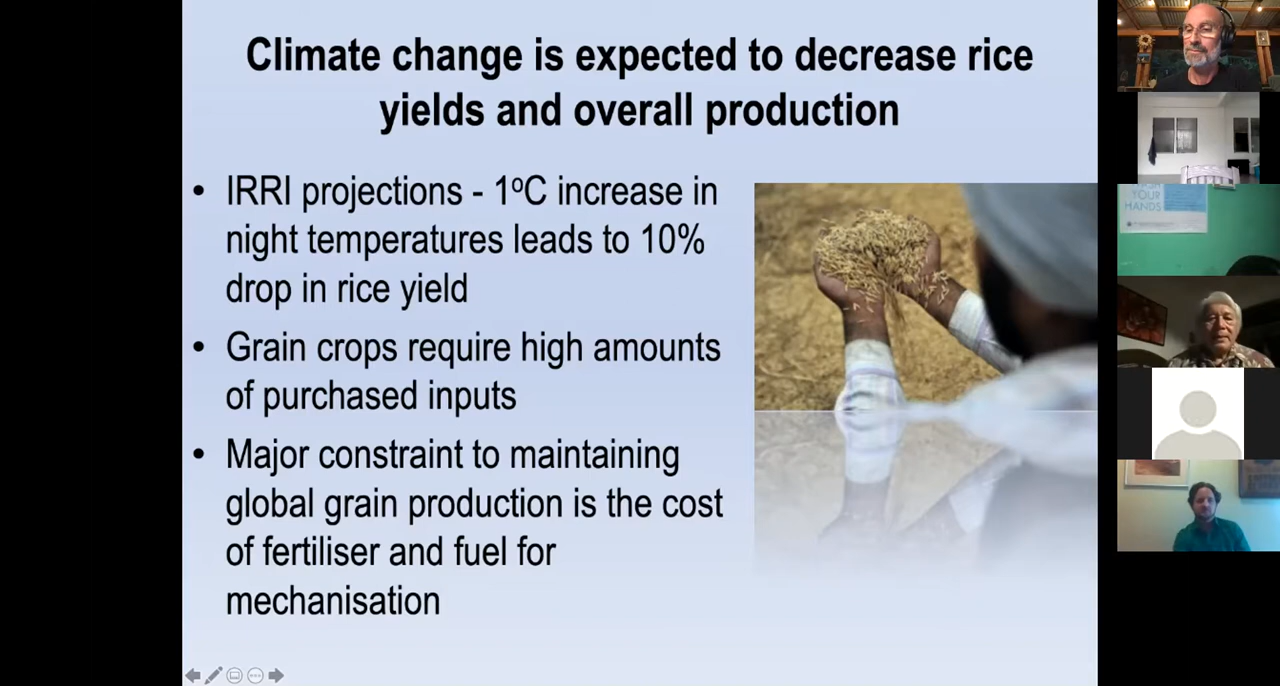 Climate change is expected to decrease rice
yields and overall production
• IRRI projections - 1ºC increase in
night temperatures leads to 10%
drop in rice yield
• Grain crops require high amounts
of purchased inputs
• Major constraint to maintaining
global grain production is the cost
of fertiliser and fuel for
mechanisation
YOUR
HANDS